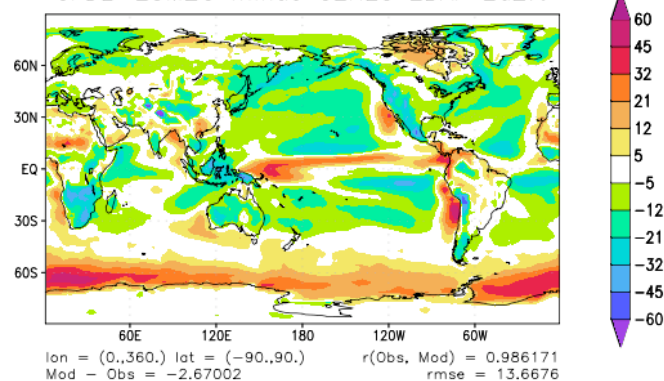 60N
30N
EQ
30S
60S
60E
120E
180
120W
60W
60
45
32
21
12
5
-5
-12
-21
-32
-45
-60
lon = (0.,360.) lat = (-90.,90.) r(Obs, Mod) = 0.986171
Mod - Obs = -2.67002 rmse = 13.6676